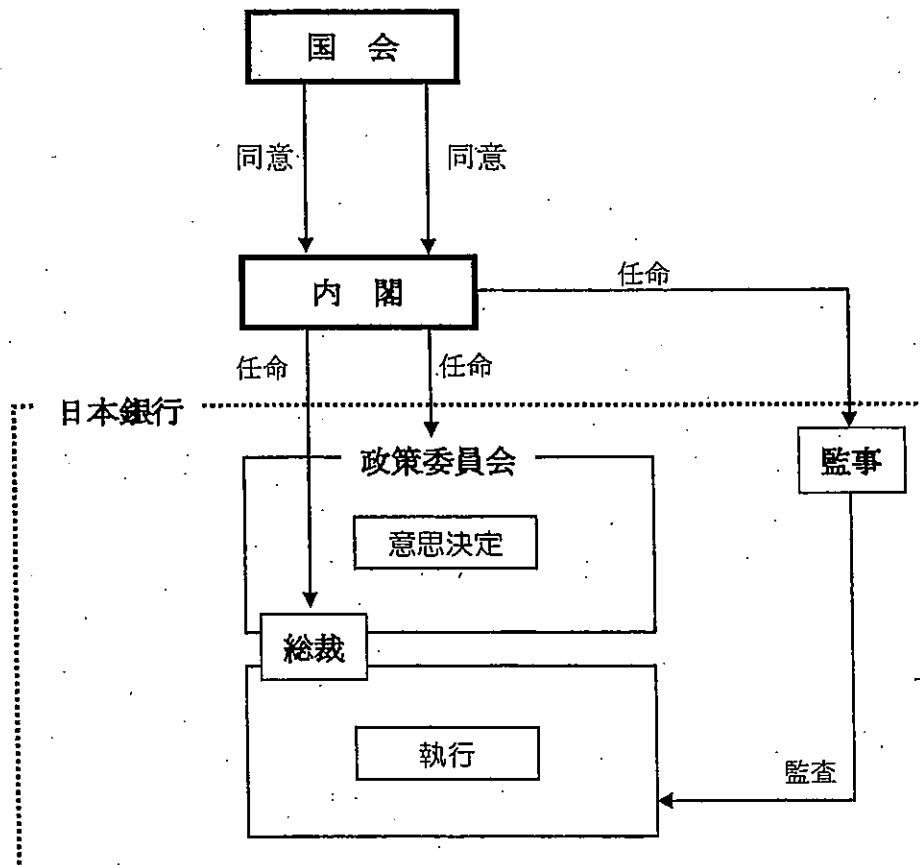 国 会
同意 同意
内 閣
任命
任命 任命
日本銀行
政策委員会
監事
意思決定
総裁
執行
監査